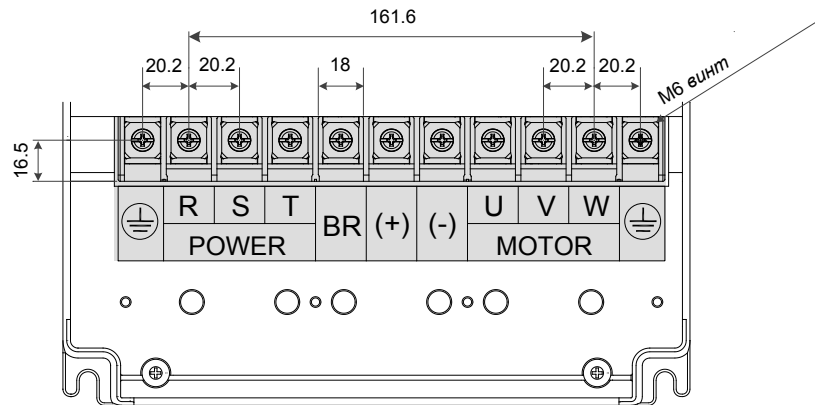 161.6
20.2 20.2 18 20.2 20.2
M6 винт
16.5
R S T BR (+) (-) U V W
POWER MOTOR